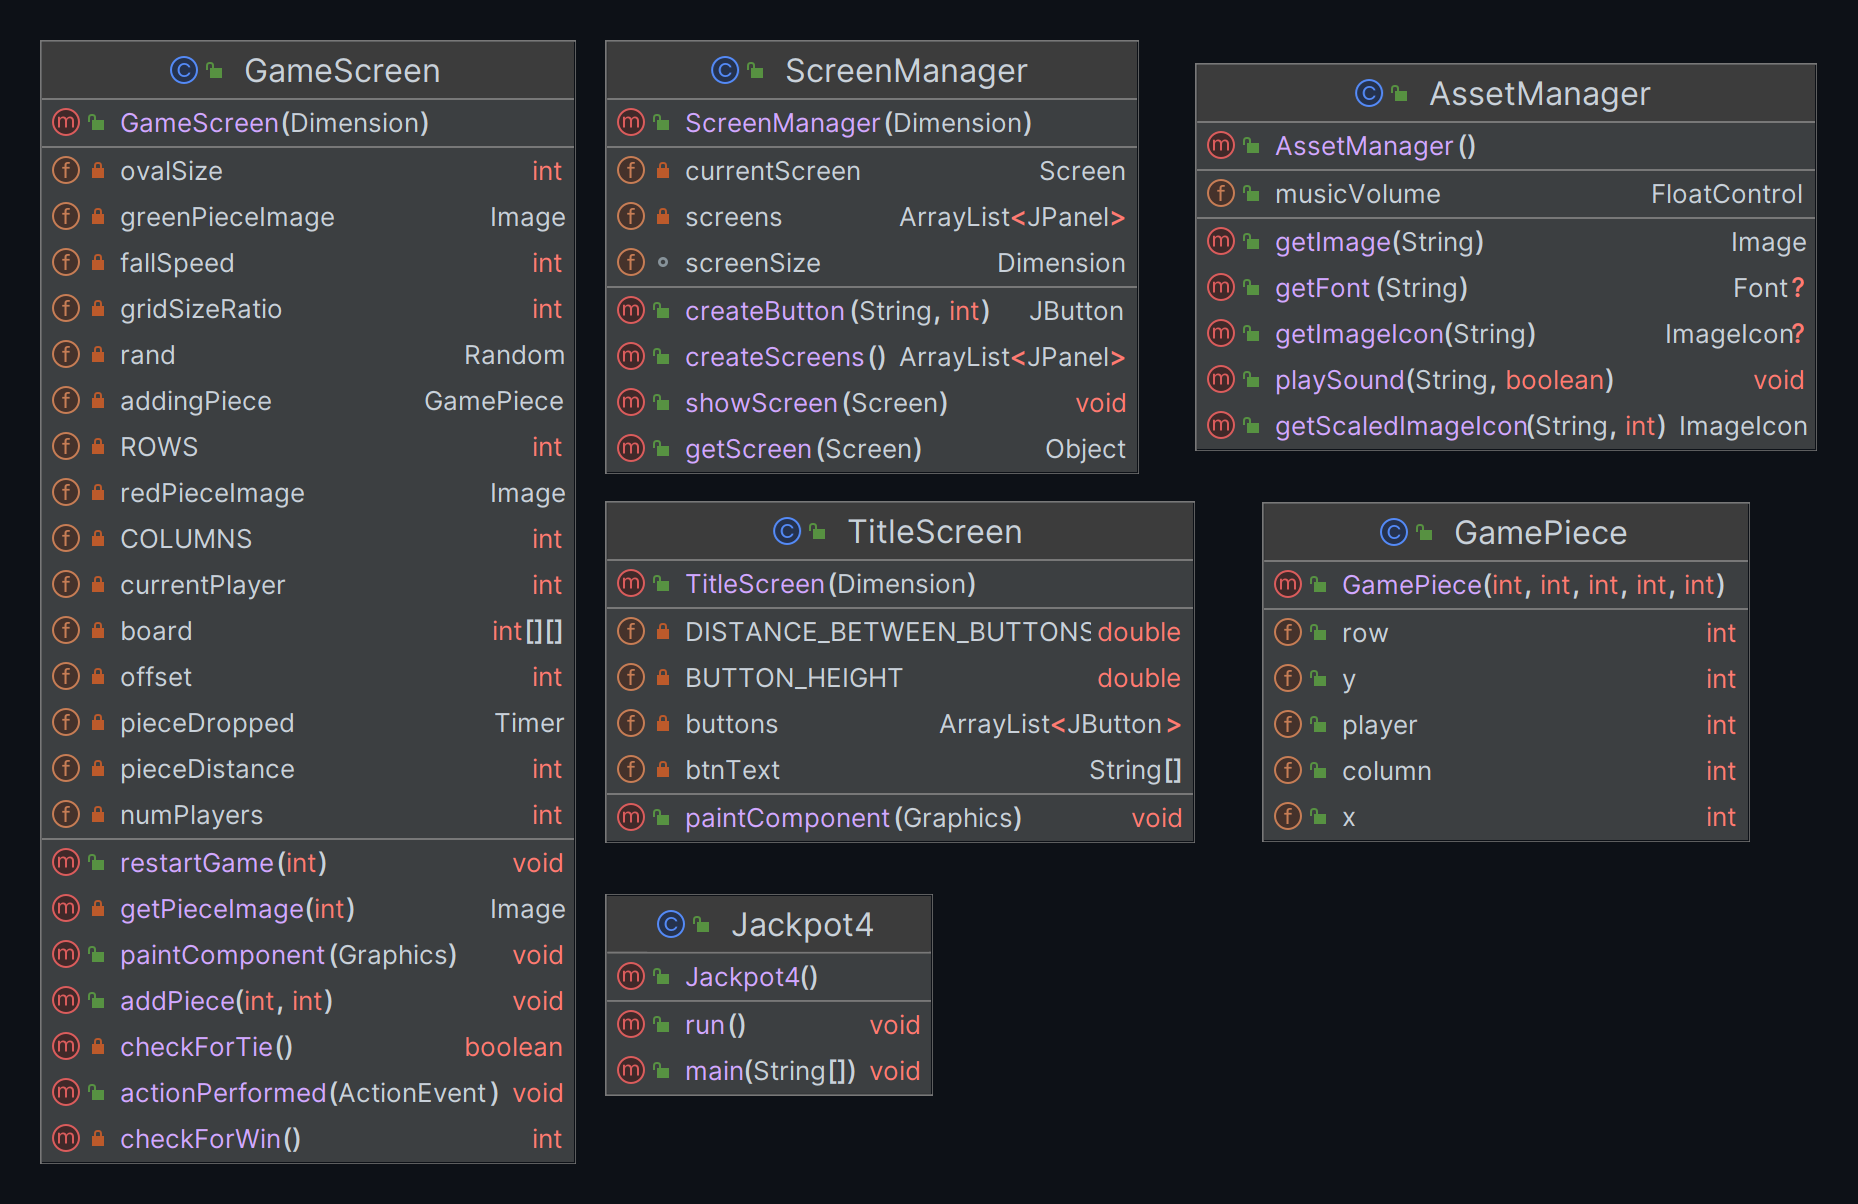 GameScreen
GameScreen(Dimension)
ovalSize int
greenPieceImage Image
fallSpeed int
gridSizeRatio int
rand Random
addingPiece GamePiece
ROWS int
redPieceImage Image
COLUMNS int
currentPlayer int
board int[][]
offset int
pieceDropped Timer
pieceDistance int
numPlayers int
restartGame(int) void
getPieceImage(int) Image
paintComponent(Graphics) void
addPiece(int, int) void
checkForTie() boolean
actionPerformed(ActionEvent) void
checkForWin() int
ScreenManager
ScreenManager(Dimension)
currentScreen Screen
screens ArrayList<JPanel>
screenSize Dimension
createButton(String, int) JButton
createScreens() ArrayList<JPanel>
showScreen(Screen) void
getScreen(Screen) Object
AssetManager
AssetManager()
musicVolume FloatControl
getImage(String) Image
getFont(String) Font?
getImageIcon(String) ImageIcon?
playSound(String, boolean) void
getScaledImageIcon(String, int) ImageIcon
TitleScreen
TitleScreen(Dimension)
DISTANCE_BETWEEN_BUTTONS double
BUTTON_HEIGHT double
buttons ArrayList<JButton>
btnText String[]
paintComponent(Graphics) void
GamePiece
GamePiece(int, int, int, int, int)
row int
y int
player int
column int
x int
Jackpot4
Jackpot4()
run() void
main(String[]) void